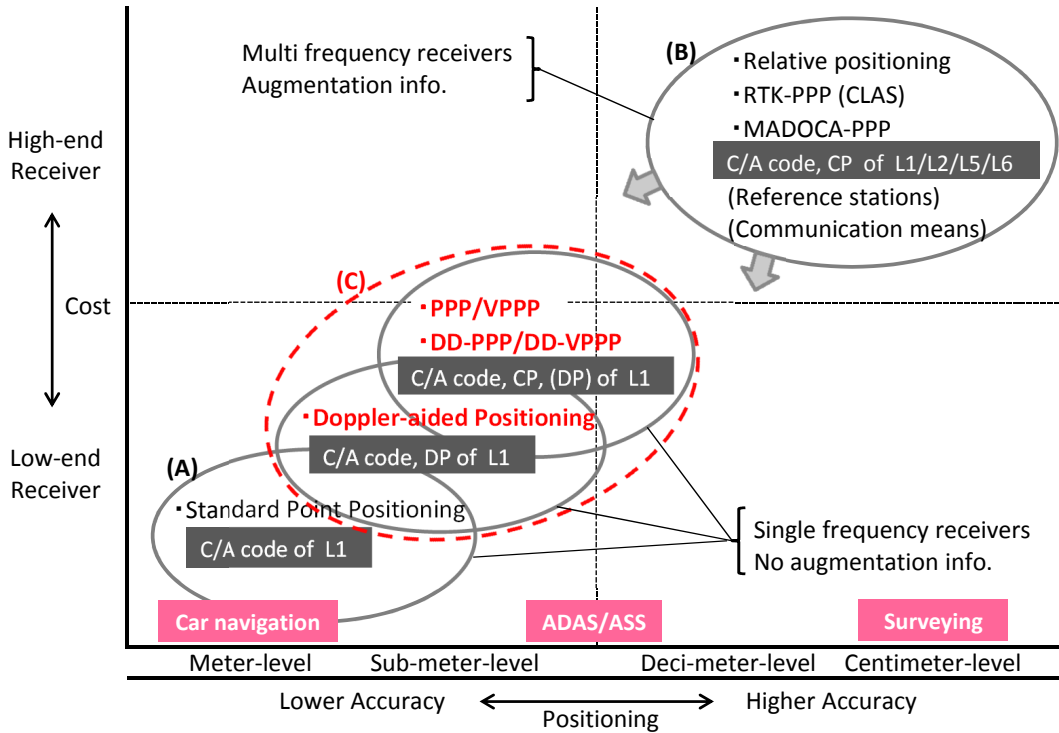 Multi frequency receivers
Augmentation info.
(B)
・Relative positioning
・RTK-PPP (CLAS)
・MADOCA-PPP
C/A code, CP of L1/L2/L5/L6
(Reference stations)
(Communication means)
High-end
Receiver
Cost
Low-end
Receiver
(C)
・PPP/VPPP
・DD-PPP/DD-VPPP
C/A code, CP, (DP) of L1
・Doppler-aided Positioning
C/A code, DP of L1
(A)
・Standard Point Positioning
C/A code of L1
Single frequency receivers
No augmentation info.
Car navigation
ADAS/ASS
Surveying
Meter-level
Sub-meter-level
Deci-meter-level
Centimeter-level
Lower Accuracy
Positioning
Higher Accuracy